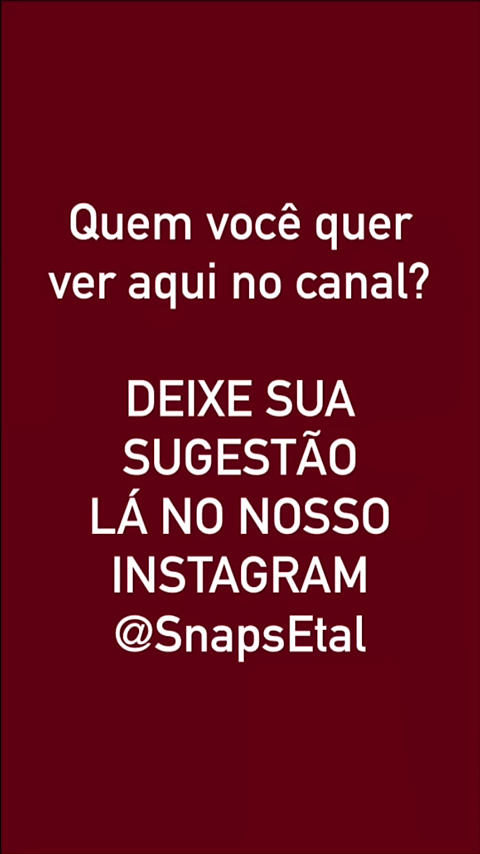 Quem você quer
ver aqui no canal?
DEIXE SUA
SUGESTÃO
LÁ NO NOSSO
INSTAGRAM
@SnapsEtal